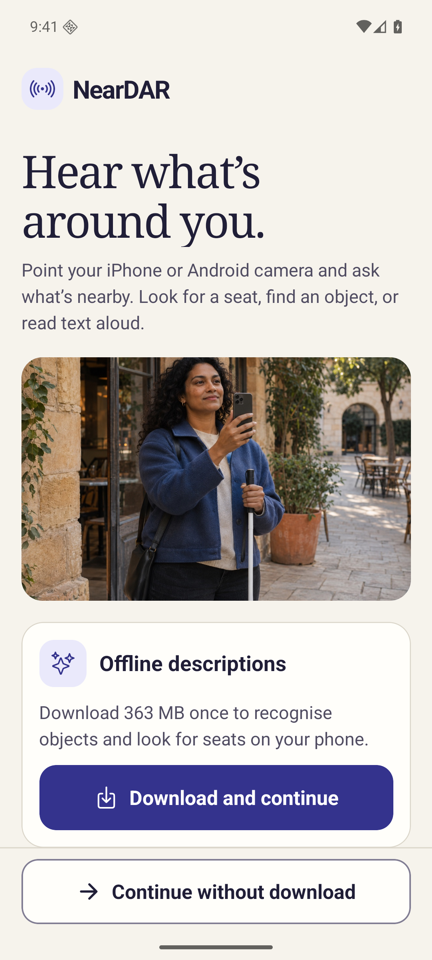 9:41
NearDAR
Hear what’s
around you.
Point your iPhone or Android camera and ask
what’s nearby. Look for a seat, find an object, or
read text aloud.
Offline descriptions
Download 363 MB once to recognise
objects and look for seats on your phone.
Download and continue
Continue without download